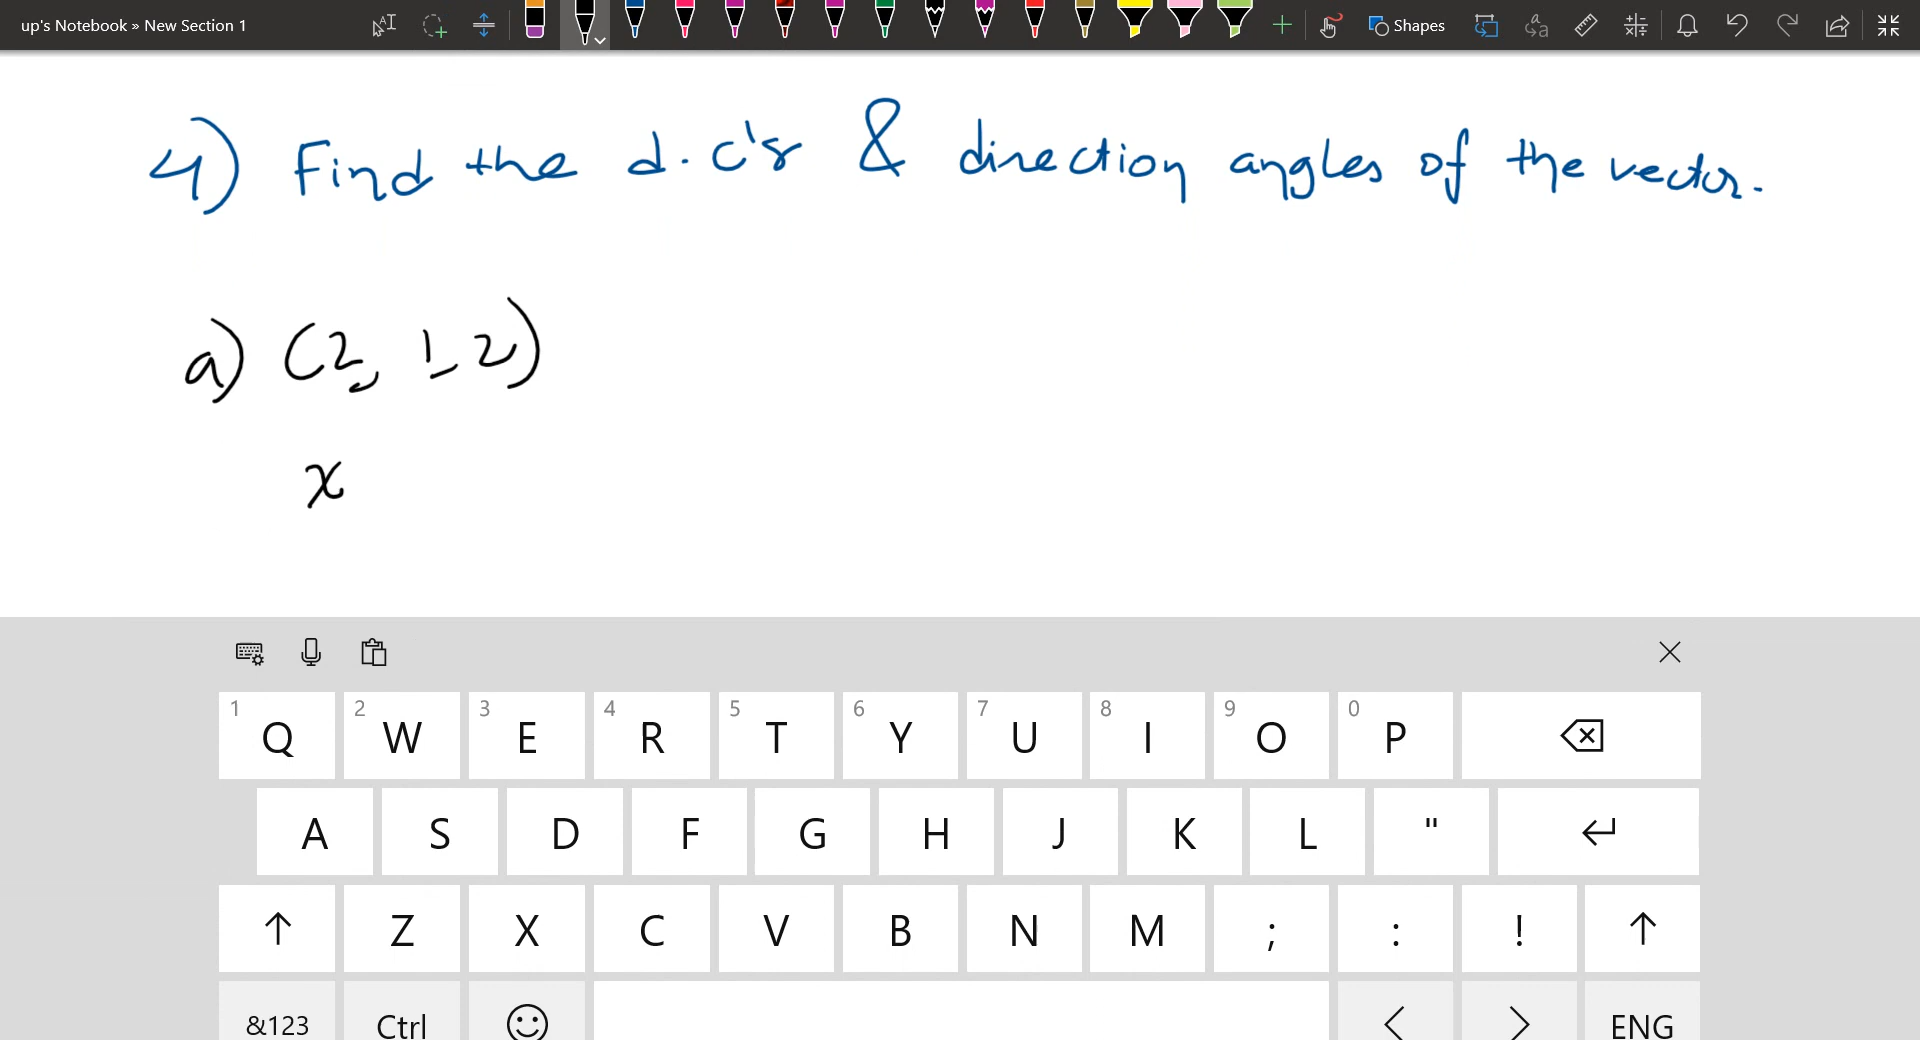 up's Notebook » New Section 1
Shapes
4) Find the d.c's & direction angles of the vector.
a) (2, 1, 2)
x
1 Q 2 W 3 E 4 R 5 T 6 Y 7 U 8 I 9 O 0 P
A S D F G H J K L "
↑ Z X C V B N M ; : ! ↑
&123 Ctrl < > ENG